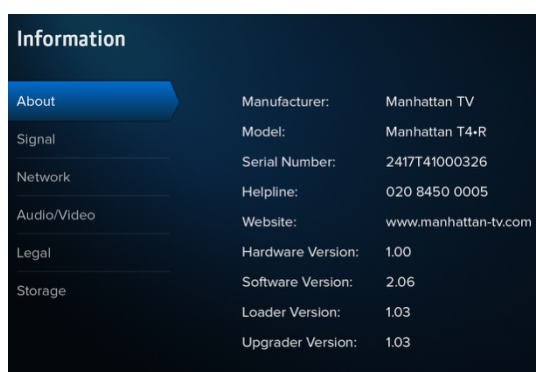 Information
About
Signal
Network
Audio/Video
Legal
Storage
Manufacturer: Manhattan TV
Model: Manhattan T4•R
Serial Number: 2417T41000326
Helpline: 020 8450 0005
Website: www.manhattan-tv.com
Hardware Version: 1.00
Software Version: 2.06
Loader Version: 1.03
Upgrader Version: 1.03